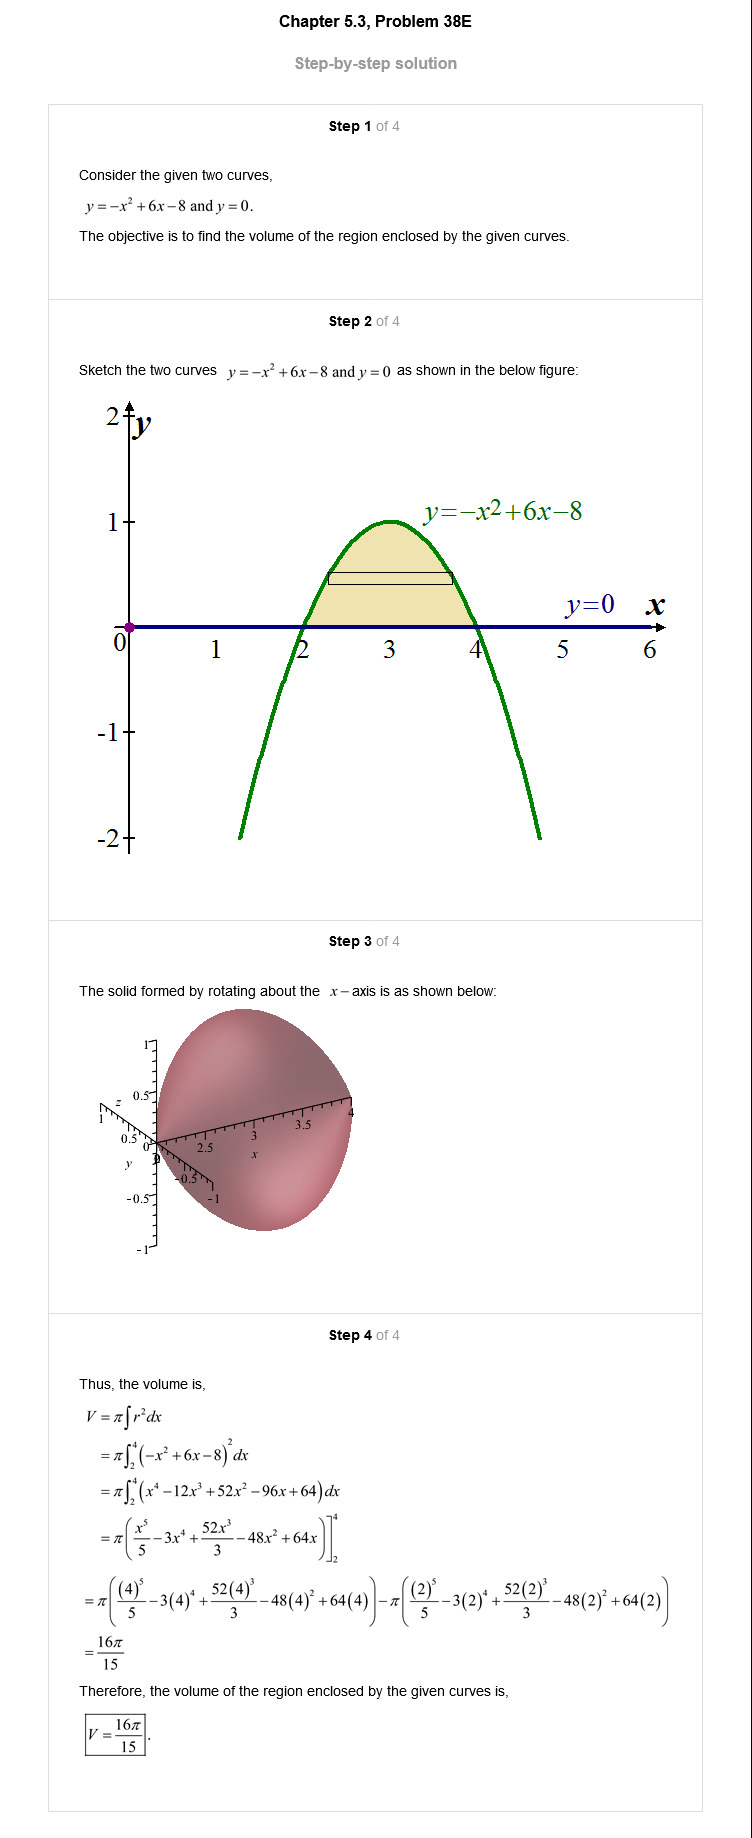 Chapter 5.3, Problem 38E
Step-by-step solution
Step 1 of 4
Consider the given two curves,
y = −x² + 6x − 8 and y = 0.
The objective is to find the volume of the region enclosed by the given curves.
Step 2 of 4
Sketch the two curves y = −x² + 6x − 8 and y = 0 as shown in the below figure:
2
y
1
y=−x2+6x−8
y=0
x
0
1
2
3
4
5
6
-1
-2
Step 3 of 4
The solid formed by rotating about the x − axis is as shown below:
1
0.5
z
1
0.5
0
y
2.5
3
3.5
4
x
-0.5
-1
-0.5
-1
Step 4 of 4
Thus, the volume is,
V = π∫r²dx
= π∫₂⁴(−x² + 6x − 8)²dx
= π∫₂⁴(x⁴ − 12x³ + 52x² − 96x + 64)dx
= π(x⁵/5 − 3x⁴ + 52x³/3 − 48x² + 64x)]₂⁴
= π((4)⁵/5 − 3(4)⁴ + 52(4)³/3 − 48(4)² + 64(4)) − π((2)⁵/5 − 3(2)⁴ + 52(2)³/3 − 48(2)² + 64(2))
= 16π/15
Therefore, the volume of the region enclosed by the given curves is,
V = 16π/15.